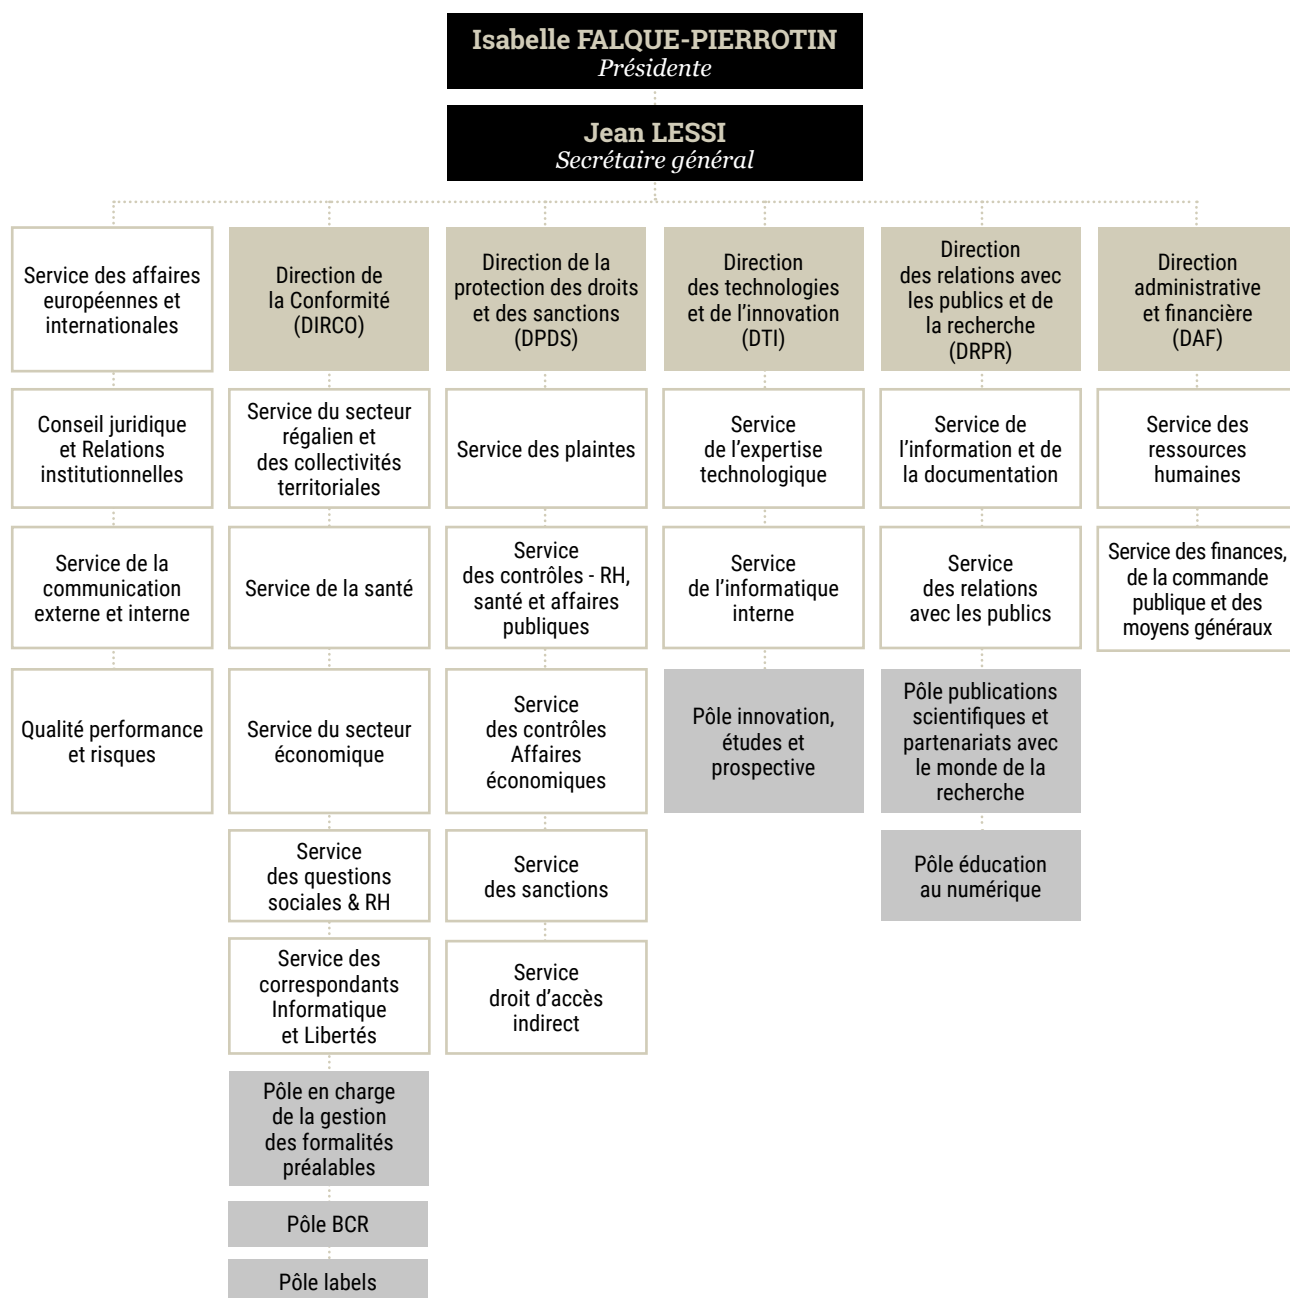 Isabelle FALQUE-PIERROTIN
Présidente
Jean LESSI
Secrétaire général
Service des affaires
européennes et
internationales
Conseil juridique
et Relations
institutionnelles
Service de la
communication
externe et interne
Qualité performance
et risques
Direction de
la Conformité
(DIRCO)
Service du secteur
régalien et
des collectivités
territoriales
Service de la santé
Service du secteur
économique
Service
des questions
sociales & RH
Service des
correspondants
Informatique
et Libertés
Pôle en charge
de la gestion
des formalités
préalables
Pôle BCR
Pôle labels
Direction de la
protection des droits
et des sanctions
(DPDS)
Service des plaintes
Service
des contrôles - RH,
santé et affaires
publiques
Service
des contrôles
Affaires
économiques
Service
des sanctions
Service
droit d’accès
indirect
Direction
des technologies
et de l’innovation
(DTI)
Service
de l’expertise
technologique
Service
de l’informatique
interne
Pôle innovation,
études et
prospective
Direction
des relations avec
les publics et de
la recherche
(DRPR)
Service de
l’information et de
la documentation
Service
des relations
avec les publics
Pôle publications
scientifiques et
partenariats avec
le monde de la
recherche
Pôle éducation
au numérique
Direction
administrative
et financière
(DAF)
Service des
ressources
humaines
Service des finances,
de la commande
publique et des
moyens généraux